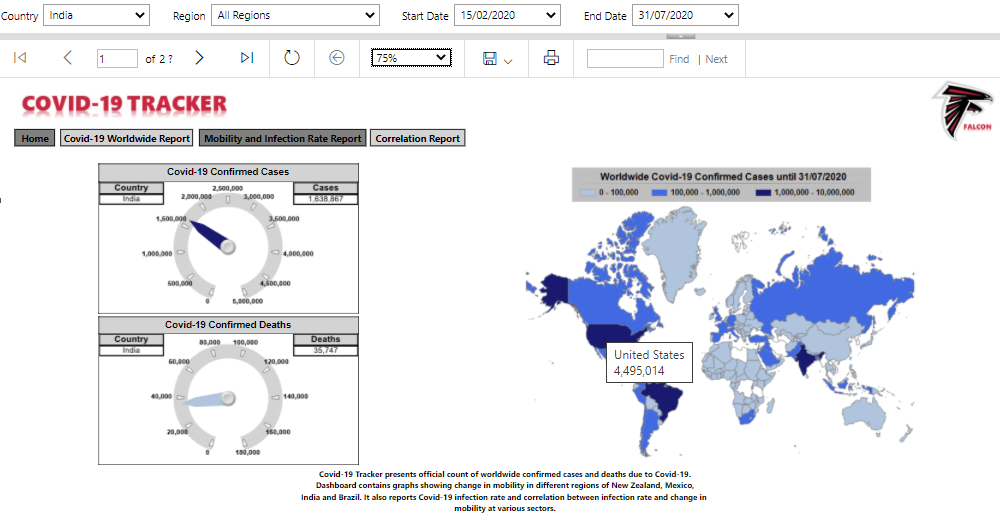 Country India Region All Regions Start Date 15/02/2020 End Date 31/07/2020
1 of 2 ? 75% Find | Next
COVID-19 TRACKER
FALCON
Home Covid-19 Worldwide Report Mobility and Infection Rate Report Correlation Report
Covid-19 Confirmed Cases
Country Cases
India 1,638,867
0
500,000
1,000,000
1,500,000
2,000,000
2,500,000
3,000,000
3,500,000
4,000,000
4,500,000
5,000,000
Covid-19 Confirmed Deaths
Country Deaths
India 35,747
0
20,000
40,000
60,000
80,000
100,000
120,000
140,000
160,000
180,000
Worldwide Covid-19 Confirmed Cases until 31/07/2020
0 - 100,000 100,000 - 1,000,000 1,000,000 - 10,000,000
United States
4,495,014
Covid-19 Tracker presents official count of worldwide confirmed cases and deaths due to Covid-19.
Dashboard contains graphs showing change in mobility in different regions of New Zealand, Mexico,
India and Brazil. It also reports Covid-19 infection rate and correlation between infection rate and change in
mobility at various sectors.